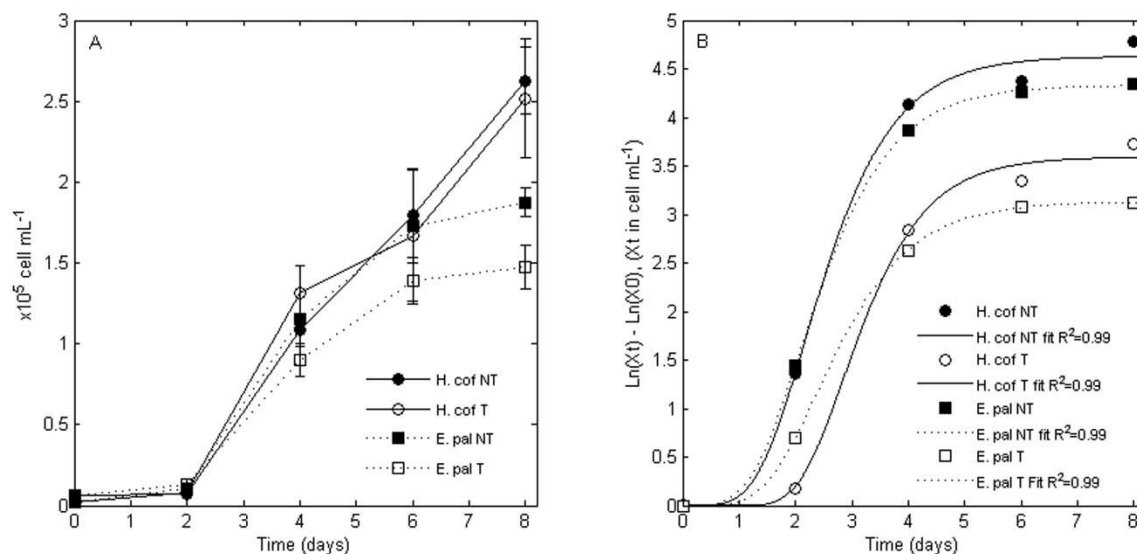 A
3
2.5
2
1.5
1
0.5
0
x10⁵ cell mL⁻¹
0 1 2 3 4 5 6 7 8
Time (days)
H. cof NT
H. cof T
E. pal NT
E. pal T
B
4.5
4
3.5
3
2.5
2
1.5
1
0.5
0
Ln(Xt) - Ln(X0), (Xt in cell mL⁻¹)
0 1 2 3 4 5 6 7 8
Time (days)
H. cof NT
H. cof NT fit R²=0.99
H. cof T
H. cof T fit R²=0.99
E. pal NT
E. pal NT fit R²=0.99
E. pal T
E. pal T Fit R²=0.99